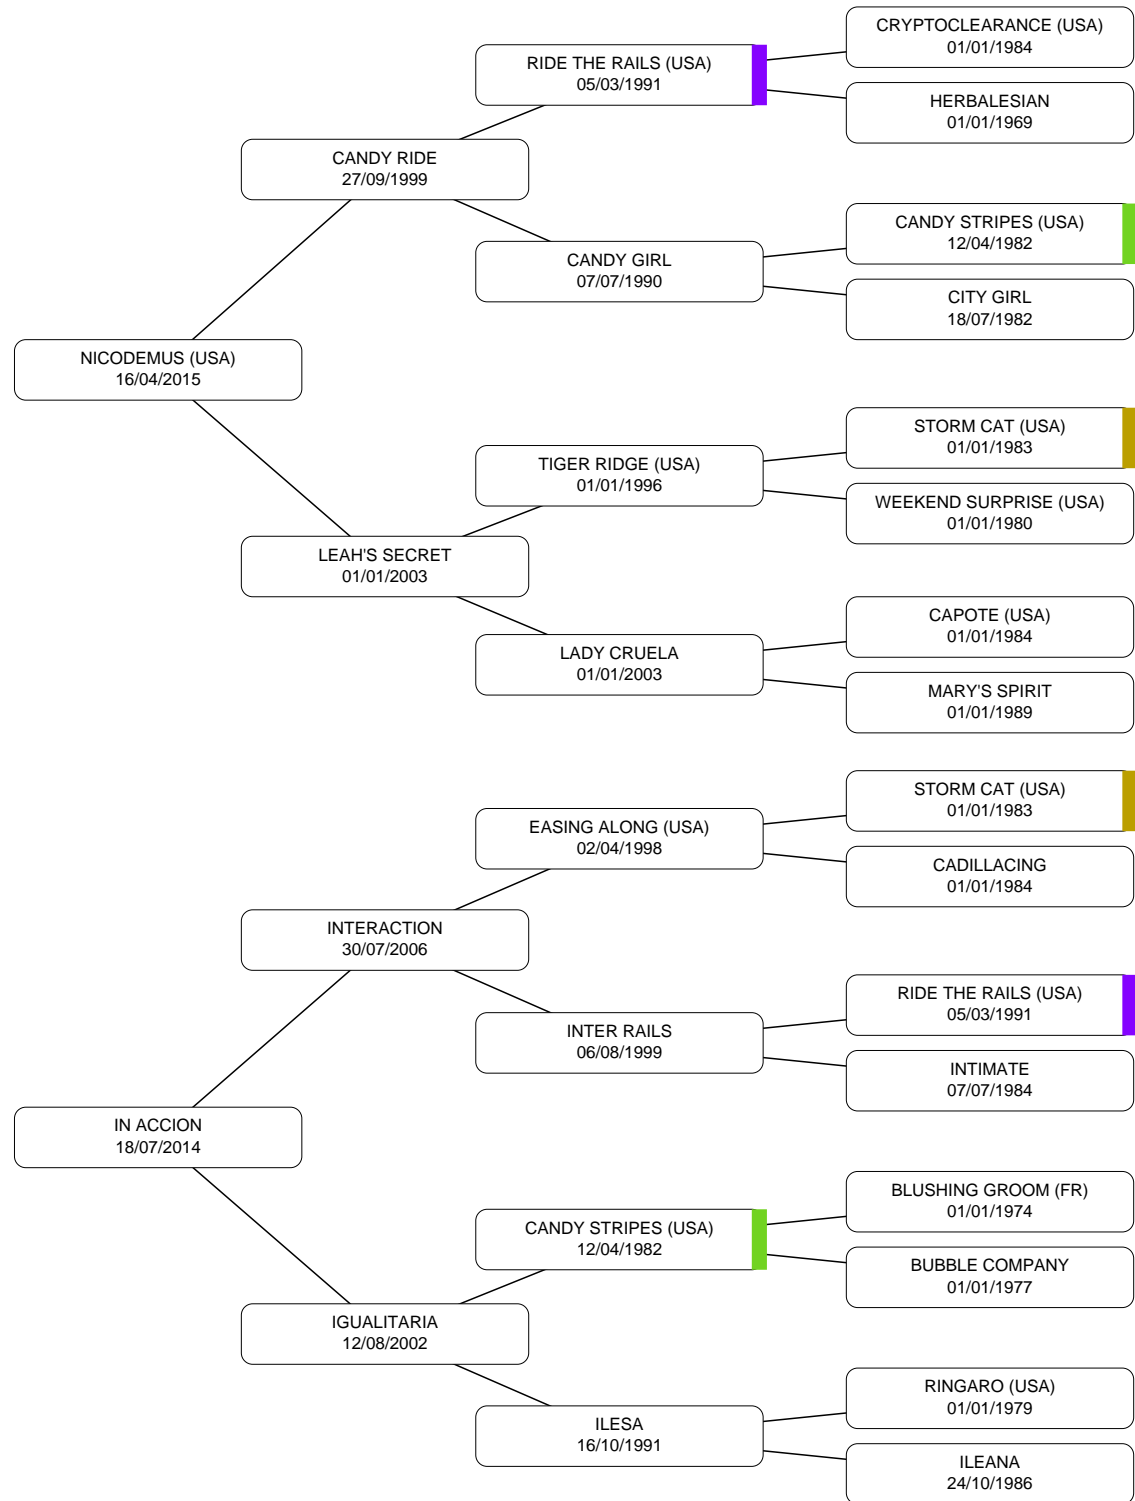 CRYPTOCLEARANCE (USA)
01/01/1984
RIDE THE RAILS (USA)
05/03/1991
HERBALESIAN
01/01/1969
CANDY RIDE
27/09/1999
CANDY STRIPES (USA)
12/04/1982
CANDY GIRL
07/07/1990
CITY GIRL
18/07/1982
NICODEMUS (USA)
16/04/2015
STORM CAT (USA)
01/01/1983
TIGER RIDGE (USA)
01/01/1996
WEEKEND SURPRISE (USA)
01/01/1980
LEAH'S SECRET
01/01/2003
CAPOTE (USA)
01/01/1984
LADY CRUELA
01/01/2003
MARY'S SPIRIT
01/01/1989
STORM CAT (USA)
01/01/1983
EASING ALONG (USA)
02/04/1998
CADILLACING
01/01/1984
INTERACTION
30/07/2006
RIDE THE RAILS (USA)
05/03/1991
INTER RAILS
06/08/1999
INTIMATE
07/07/1984
IN ACCION
18/07/2014
BLUSHING GROOM (FR)
01/01/1974
CANDY STRIPES (USA)
12/04/1982
BUBBLE COMPANY
01/01/1977
IGUALITARIA
12/08/2002
RINGARO (USA)
01/01/1979
ILESA
16/10/1991
ILEANA
24/10/1986